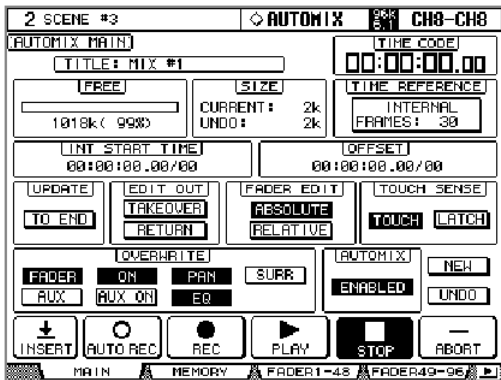 2 SCENE #3 AUTOMIX 96k 6.1 CH8-CH8
AUTOMIX MAIN TIME CODE
TITLE: MIX #1 00:00:00.00
FREE SIZE TIME REFERENCE
CURRENT: 2k INTERNAL
1018k( 99%) UNDO: 2k FRAMES: 30
INT START TIME OFFSET
00:00:00.00/00 00:00:00.00/00
UPDATE EDIT OUT FADER EDIT TOUCH SENSE
TAKEOVER ABSOLUTE
TO END TOUCH LATCH
RETURN RELATIVE
OVERWRITE AUTOMIX
FADER ON PAN SURR NEW
ENABLED
AUX AUX ON EQ UNDO
INSERT AUTO REC REC PLAY STOP ABORT
MAIN MEMORY FADER1-48 FADER49-96